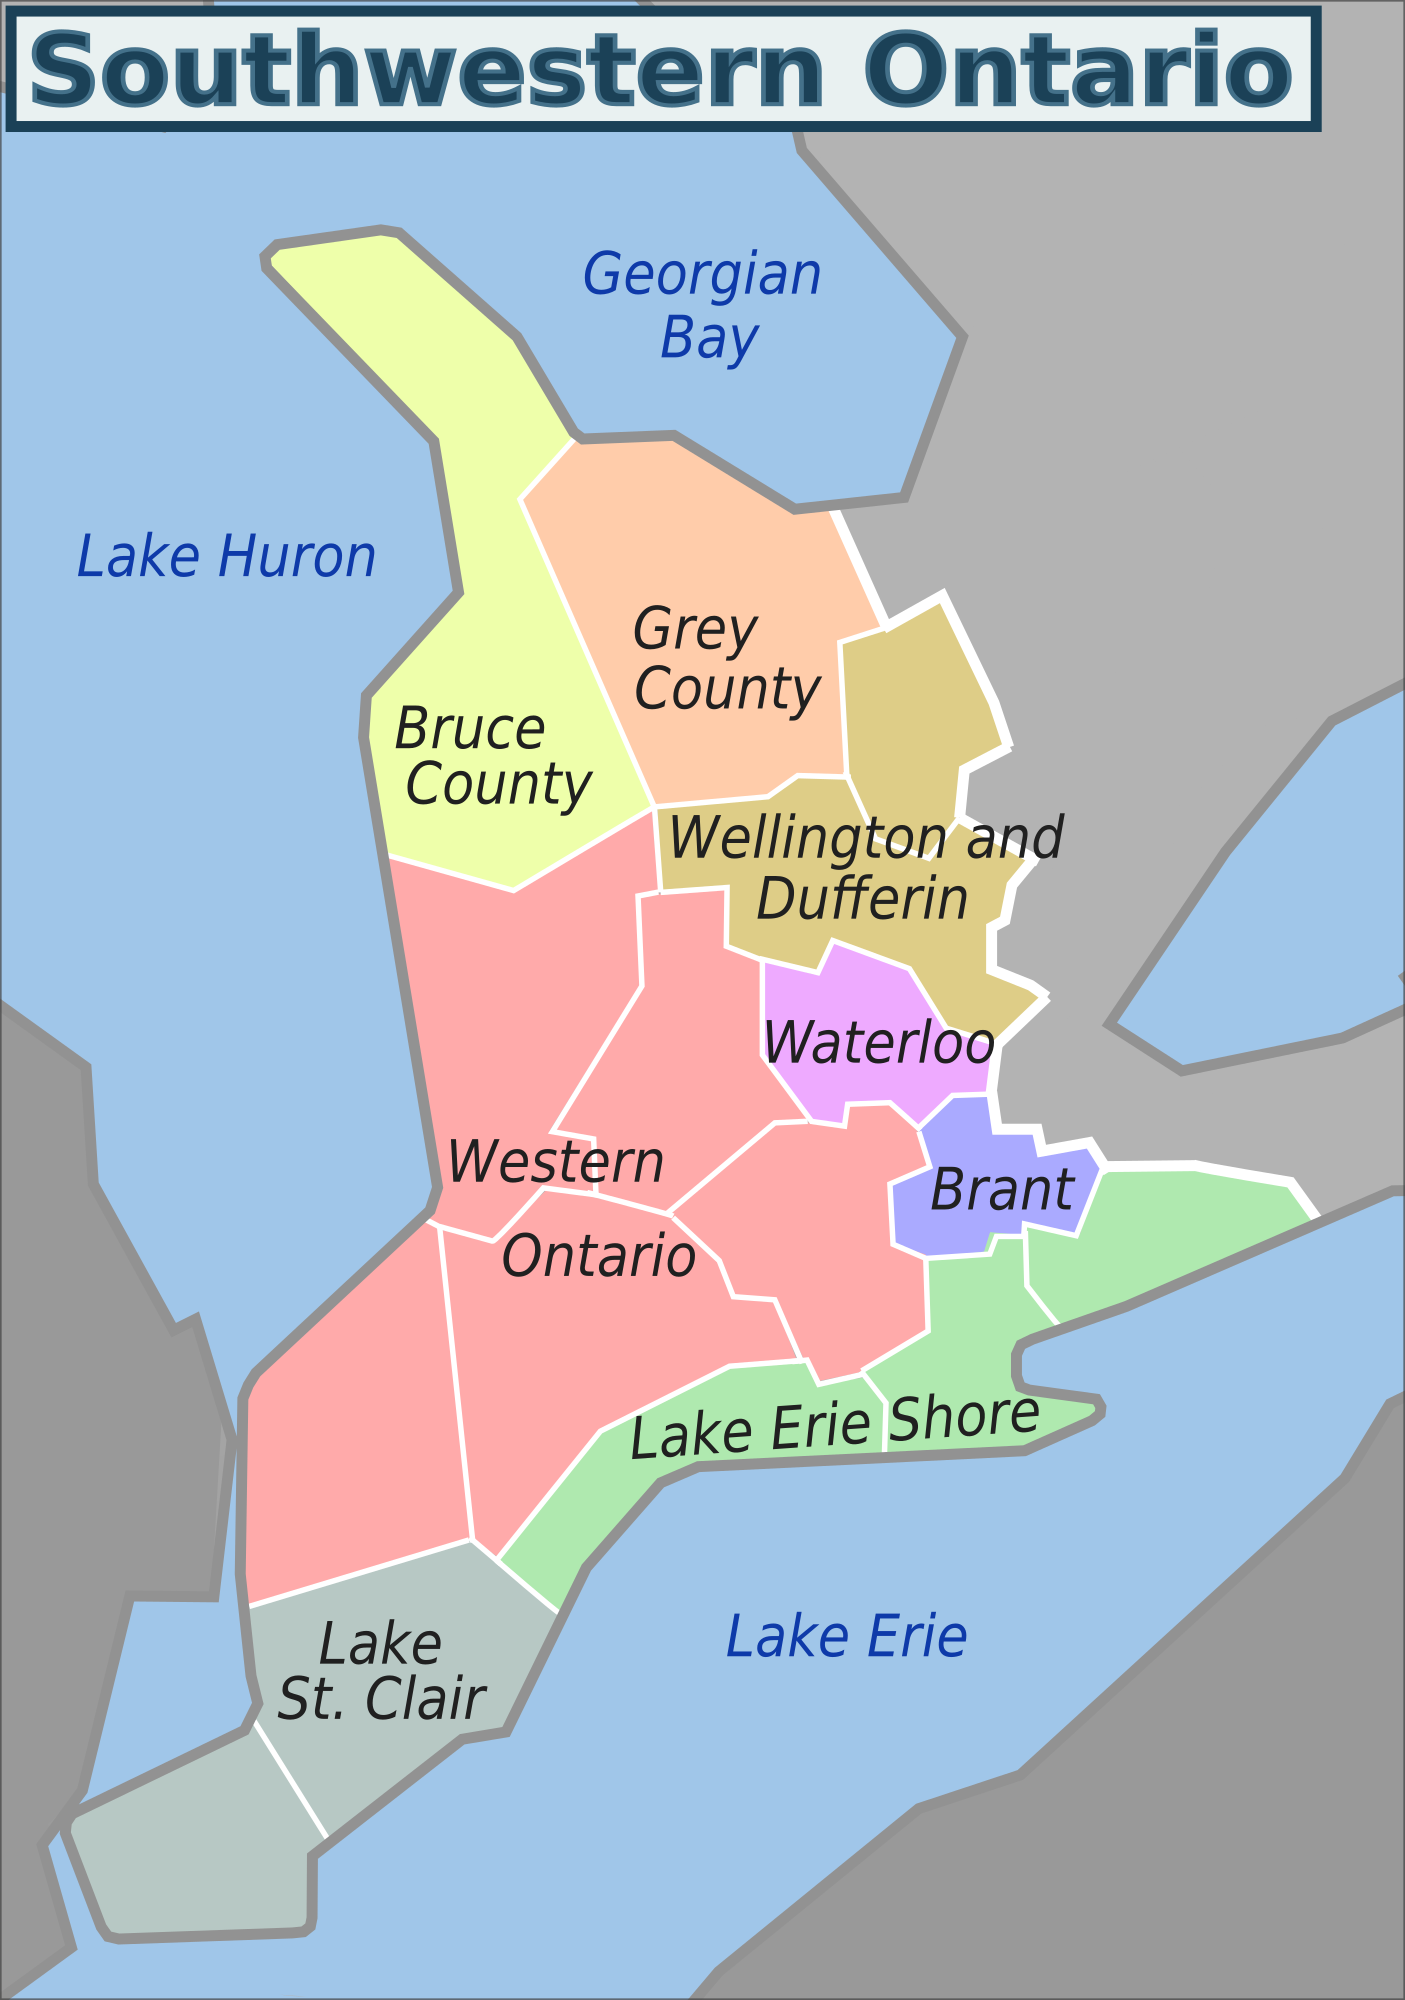 Southwestern Ontario
Georgian
Bay
Lake Huron
Grey
County
Bruce
County
Wellington and
Dufferin
Waterloo
Western
Ontario
Brant
Lake Erie Shore
Lake Erie
Lake
St. Clair